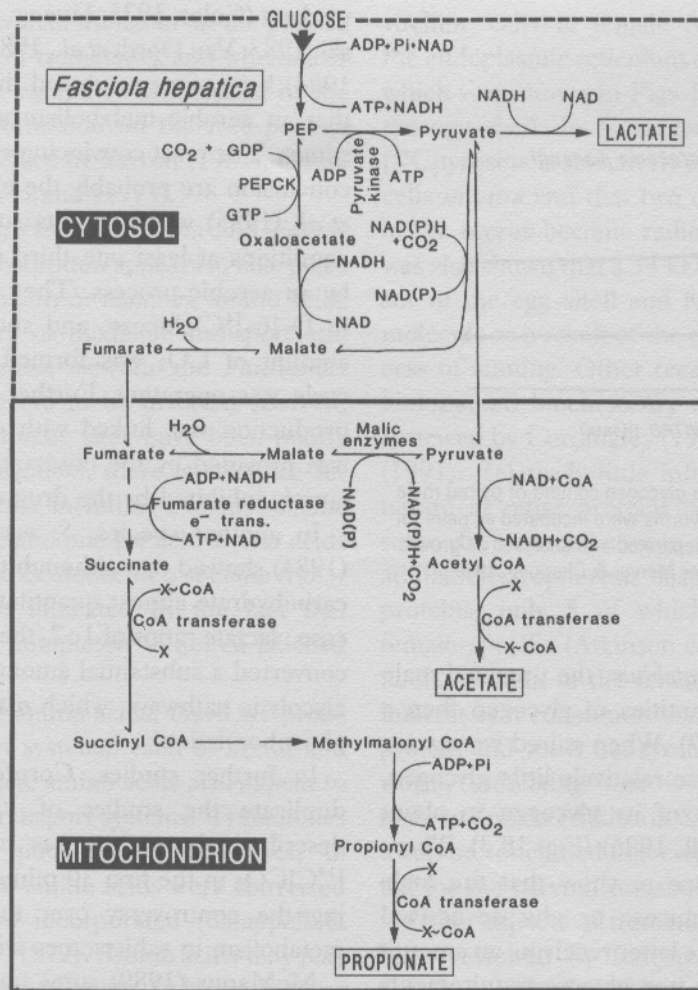 GLUCOSE
ADP+Pi+NAD
Fasciola hepatica
ATP+NADH
NADH NAD
PEP Pyruvate LACTATE
CO2 + GDP
ADP ATP
Pyruvate kinase
PEPCK
GTP
CYTOSOL
Oxaloacetate
NAD(P)H
+CO2
NADH
NAD(P)
NAD
H2O
Fumarate Malate
H2O
Malic
enzymes
Fumarate Malate Pyruvate
ADP+NADH
NAD(P)
NAD(P)H+CO2
NAD+CoA
Fumarate reductase
e- trans.
ATP+NAD
NADH+CO2
Succinate
Acetyl CoA
X~CoA
X
CoA transferase
CoA transferase
X
X-CoA
ACETATE
Succinyl CoA Methylmalonyl CoA
ADP+Pi
ATP+CO2
MITOCHONDRION
Propionyl CoA
X
CoA transferase
X~CoA
PROPIONATE